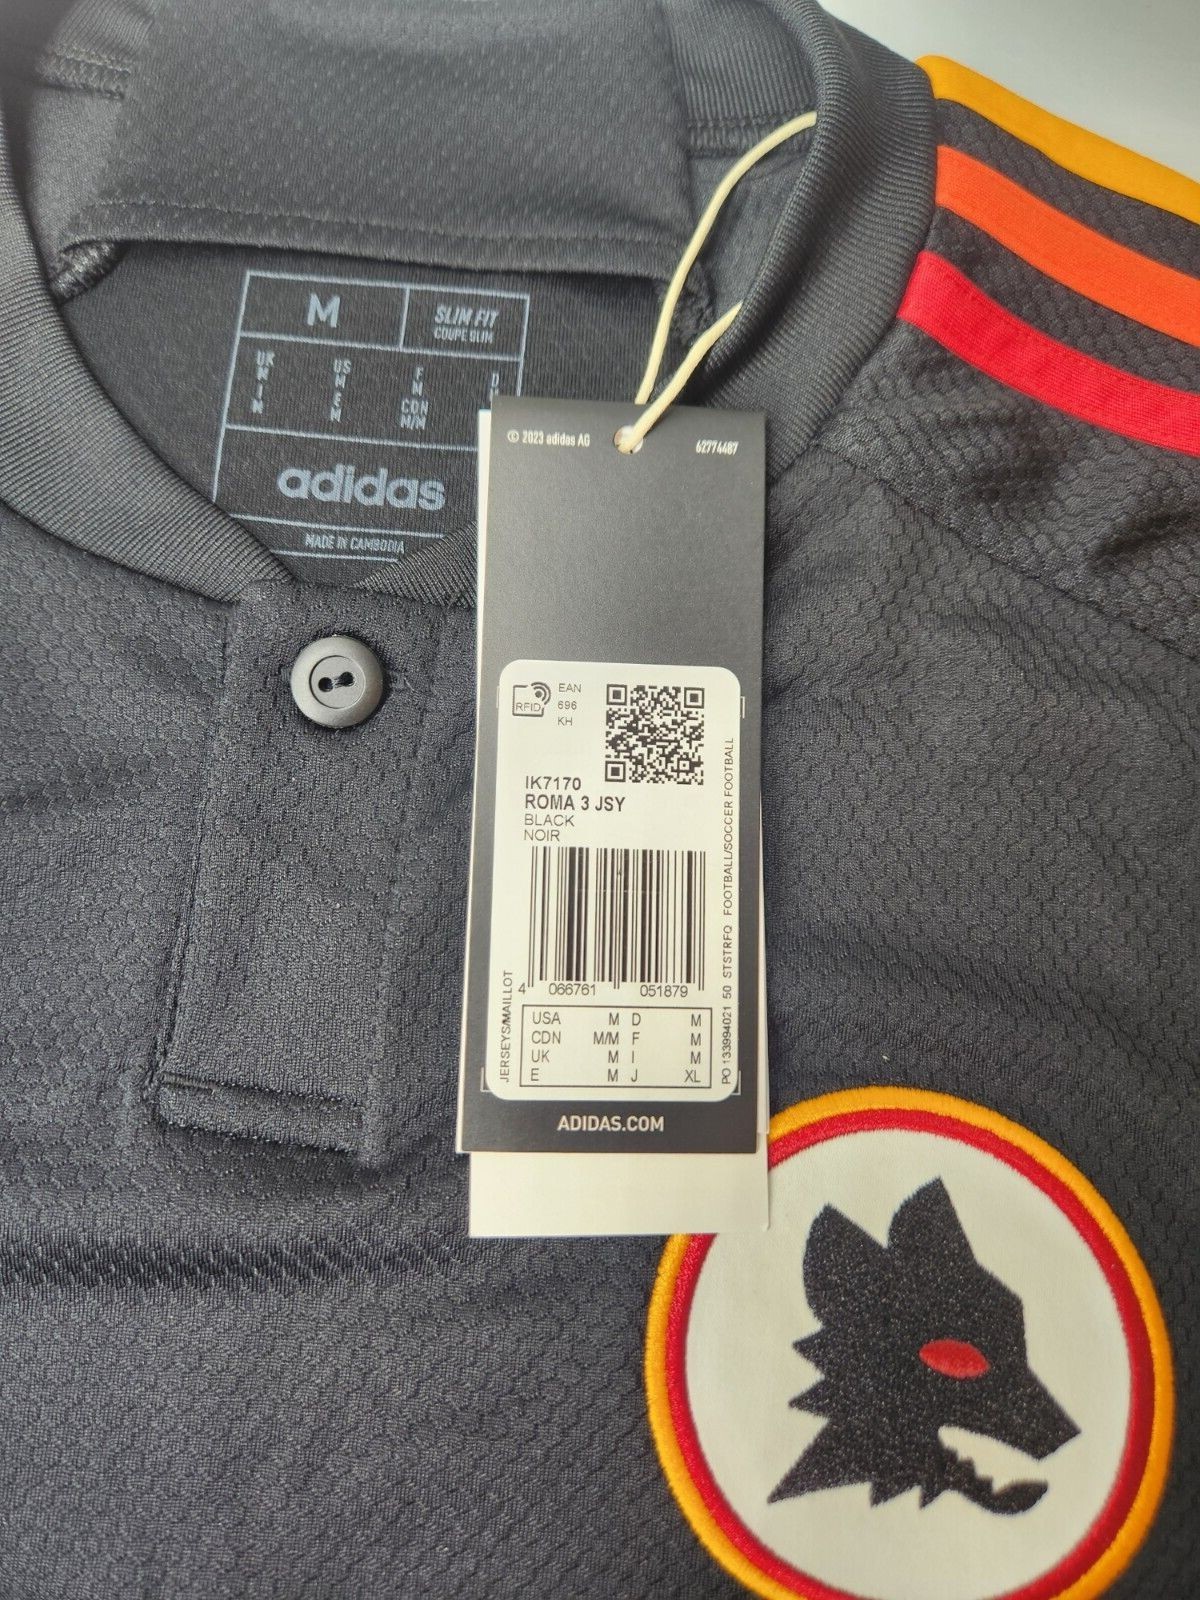 M
SLIM FIT
COUPE SLIM
UK US F D
M M M
I E CDN
M M M/M
adidas
MADE IN CAMBODIA
© 2023 adidas AG
62774487
RFID
EAN
696
KH
IK7170
ROMA 3 JSY
BLACK
NOIR
4 066761 051879
USA M D M
CDN M/M F M
UK M I M
E M J XL
JERSEYS/MAILLOT
PO 133994021 50 STSTRFQ FOOTBALL/SOCCER FOOTBALL
ADIDAS.COM